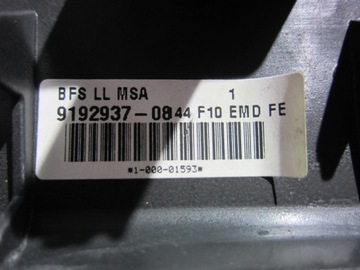 BFS LL MSA 1
9192937-0844 F10 EMD FE
*1-000-01593*